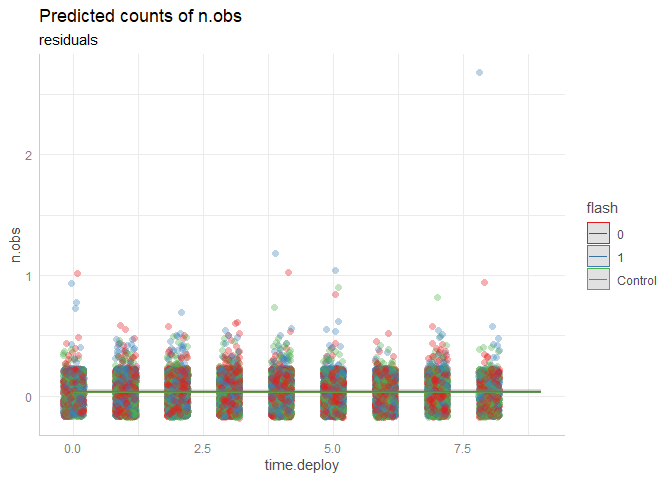 Predicted counts of n.obs
residuals
2
1
0
n.obs
0.0
2.5
5.0
7.5
time.deploy
flash
0
1
Control